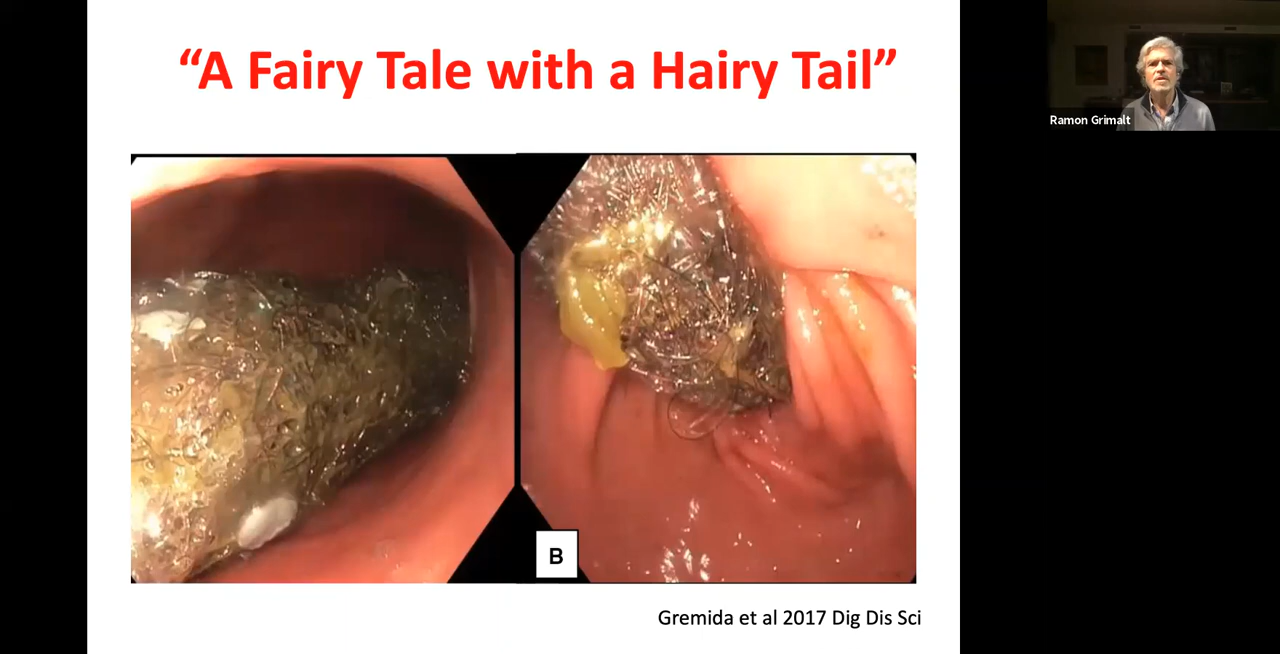 “A Fairy Tale with a Hairy Tail”
Ramon Grimalt
B
Gremida et al 2017 Dig Dis Sci